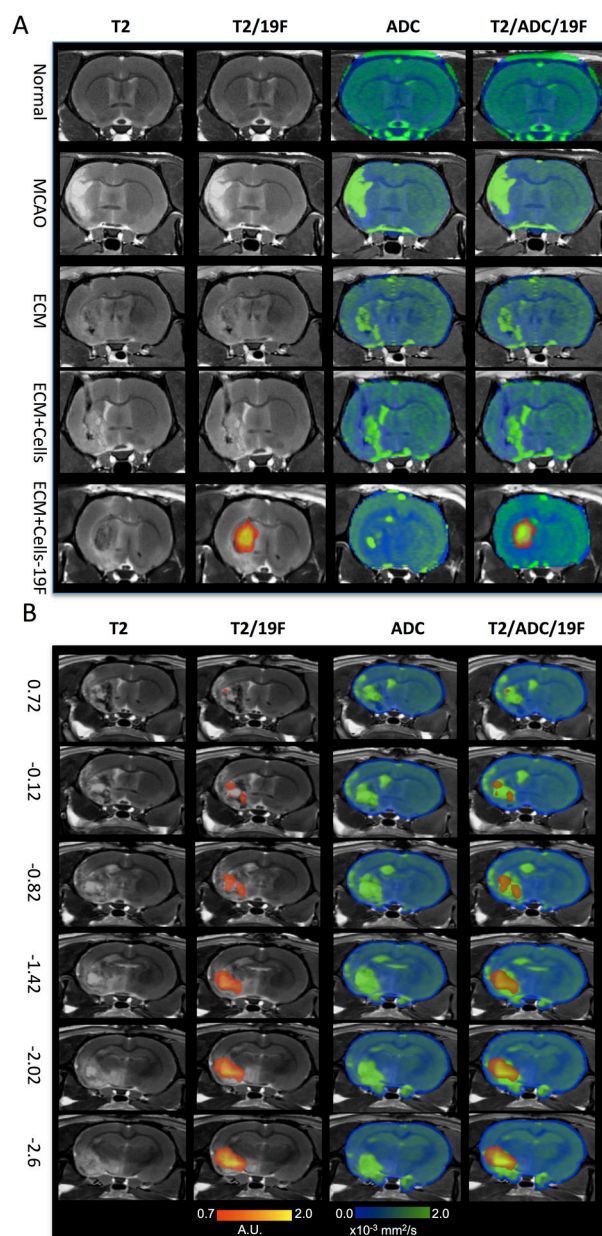 A
T2 T2/19F ADC T2/ADC/19F
Normal
MCAO
ECM
ECM+Cells
ECM+Cells-19F
B
T2 T2/19F ADC T2/ADC/19F
0.72
-0.12
-0.82
-1.42
-2.02
-2.6
0.7 2.0 0.0 2.0
A.U. x10⁻³ mm²/s